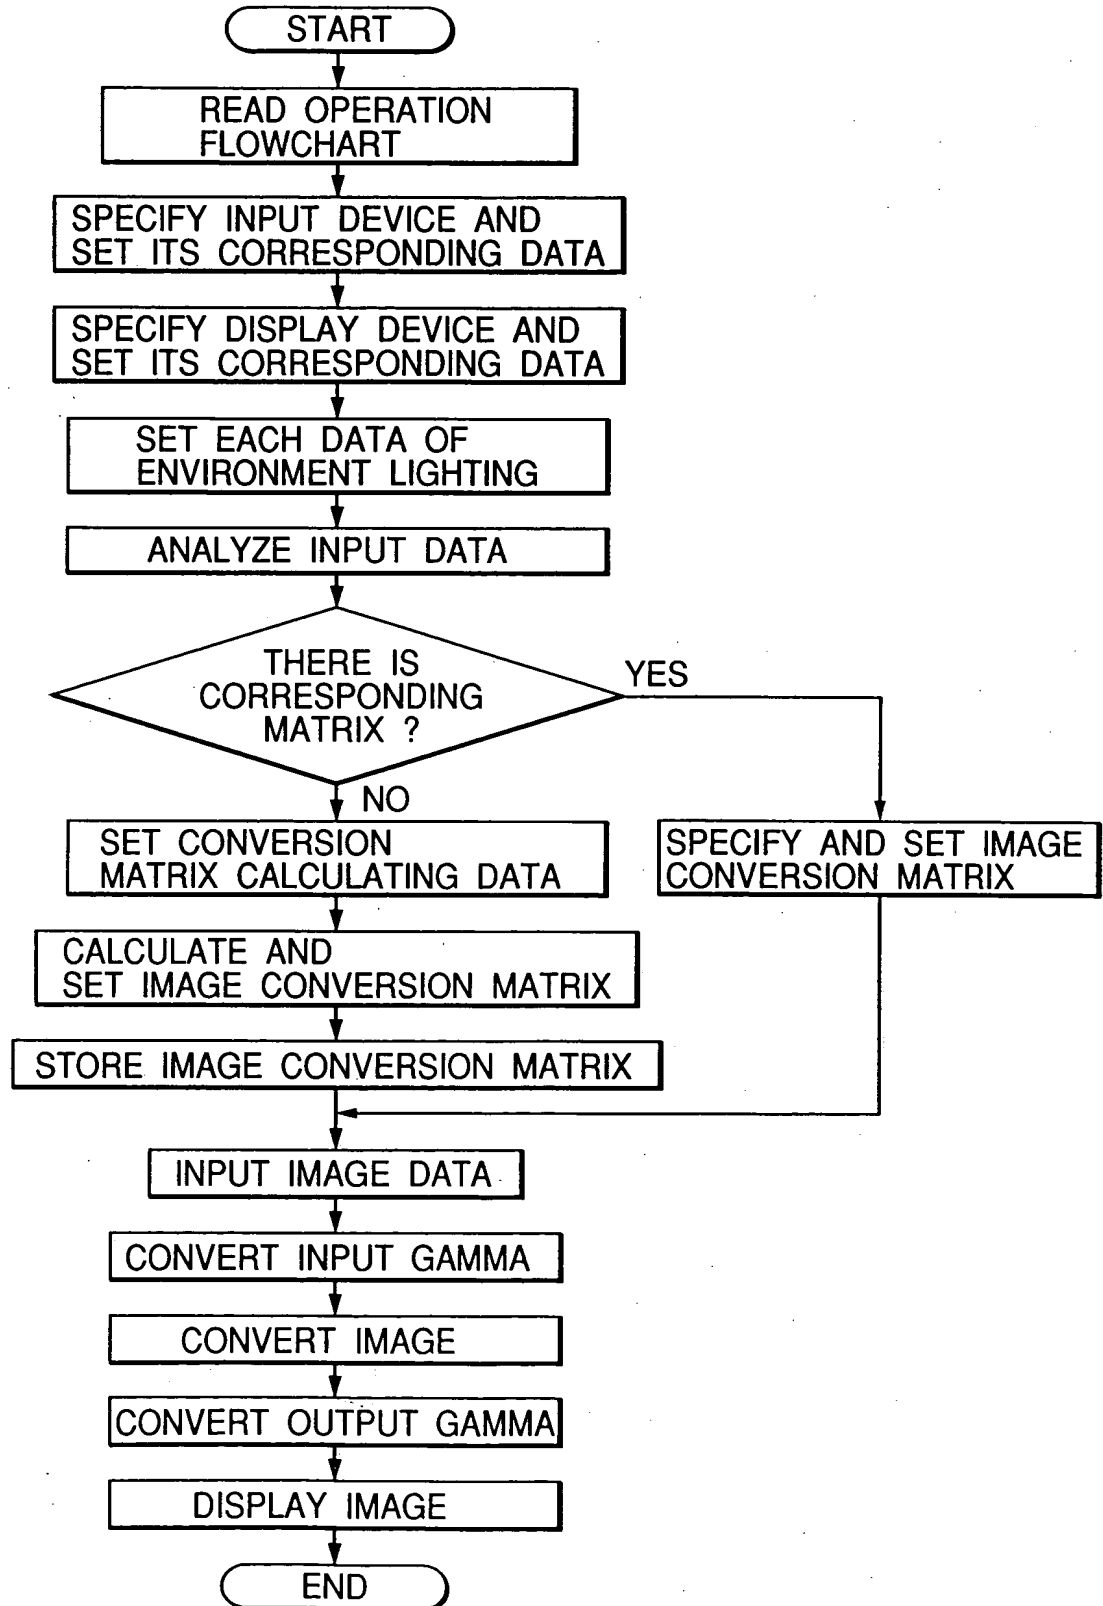 START
READ OPERATION
FLOWCHART
SPECIFY INPUT DEVICE AND
SET ITS CORRESPONDING DATA
SPECIFY DISPLAY DEVICE AND
SET ITS CORRESPONDING DATA
SET EACH DATA OF
ENVIRONMENT LIGHTING
ANALYZE INPUT DATA
THERE IS
CORRESPONDING
MATRIX ?
YES
NO
SET CONVERSION
MATRIX CALCULATING DATA
SPECIFY AND SET IMAGE
CONVERSION MATRIX
CALCULATE AND
SET IMAGE CONVERSION MATRIX
STORE IMAGE CONVERSION MATRIX
INPUT IMAGE DATA
CONVERT INPUT GAMMA
CONVERT IMAGE
CONVERT OUTPUT GAMMA
DISPLAY IMAGE
END